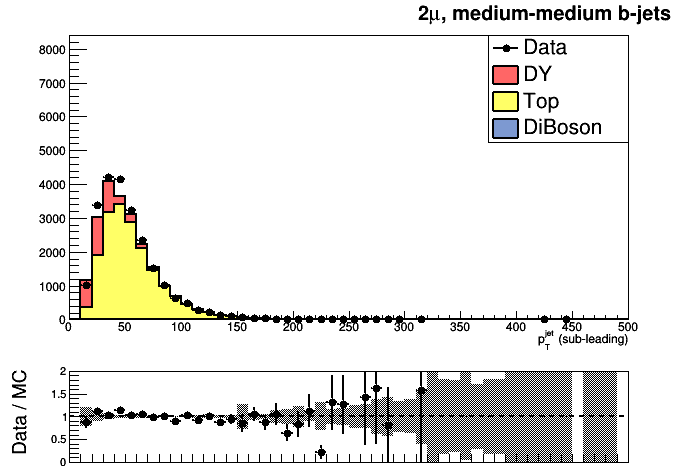 2μ, medium-medium b-jets
Data
DY
Top
DiBoson
8000
7000
6000
5000
4000
3000
2000
1000
0
0 50 100 150 200 250 300 350 400 450 500
p_T^jet (sub-leading)
Data / MC
2
1.5
1
0.5
0